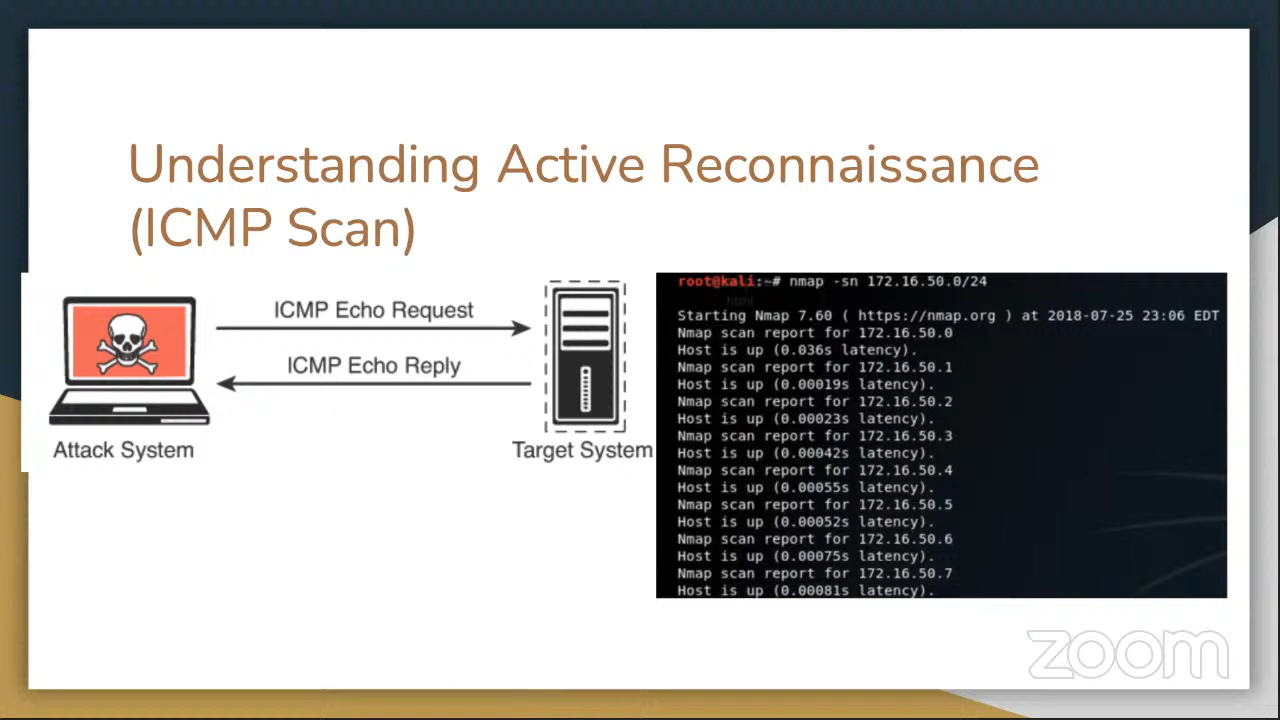 Understanding Active Reconnaissance
(ICMP Scan)
ICMP Echo Request
ICMP Echo Reply
Attack System
Target System
root@kali:~# nmap -sn 172.16.50.0/24
html
Starting Nmap 7.60 ( https://nmap.org ) at 2018-07-25 23:06 EDT
Nmap scan report for 172.16.50.0
Host is up (0.036s latency).
Nmap scan report for 172.16.50.1
Host is up (0.00019s latency).
Nmap scan report for 172.16.50.2
Host is up (0.00023s latency).
Nmap scan report for 172.16.50.3
Host is up (0.00042s latency).
Nmap scan report for 172.16.50.4
Host is up (0.00055s latency).
Nmap scan report for 172.16.50.5
Host is up (0.00052s latency).
Nmap scan report for 172.16.50.6
Host is up (0.00075s latency).
Nmap scan report for 172.16.50.7
Host is up (0.00081s latency).
zoom